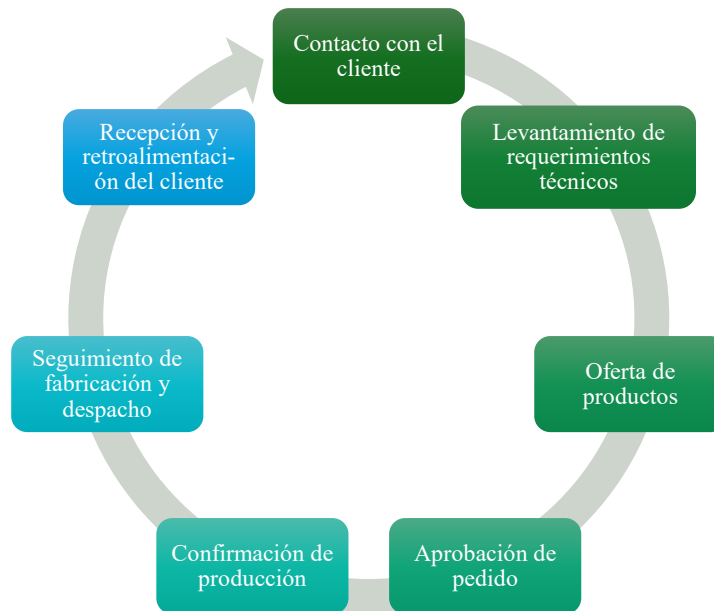 Contacto con el
cliente
Levantamiento de
requerimientos
técnicos
Oferta de
productos
Aprobación de
pedido
Confirmación de
producción
Seguimiento de
fabricación y
despacho
Recepción y
retroalimentaci-
ón del cliente